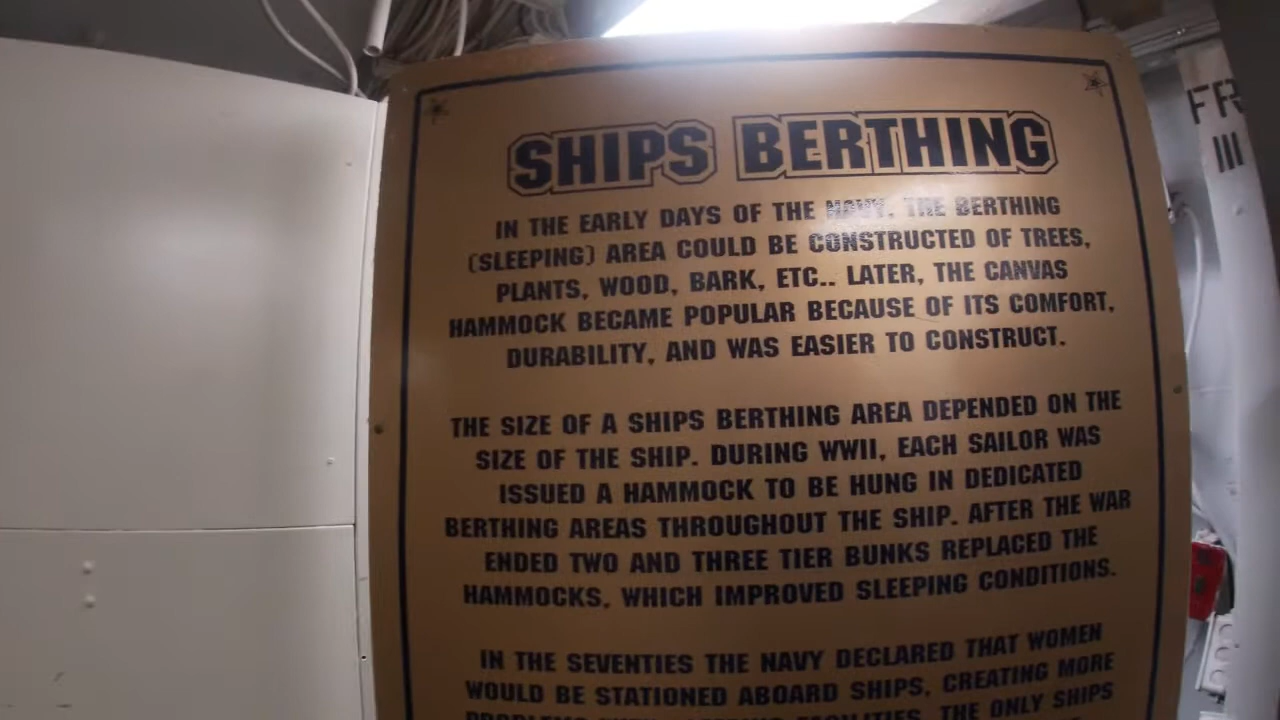 SHIPS BERTHING
IN THE EARLY DAYS OF THE NAVY, THE BERTHING
(SLEEPING) AREA COULD BE CONSTRUCTED OF TREES,
PLANTS, WOOD, BARK, ETC.. LATER, THE CANVAS
HAMMOCK BECAME POPULAR BECAUSE OF ITS COMFORT,
DURABILITY, AND WAS EASIER TO CONSTRUCT.
THE SIZE OF A SHIPS BERTHING AREA DEPENDED ON THE
SIZE OF THE SHIP. DURING WWII, EACH SAILOR WAS
ISSUED A HAMMOCK TO BE HUNG IN DEDICATED
BERTHING AREAS THROUGHOUT THE SHIP. AFTER THE WAR
ENDED TWO AND THREE TIER BUNKS REPLACED THE
HAMMOCKS, WHICH IMPROVED SLEEPING CONDITIONS.
IN THE SEVENTIES THE NAVY DECLARED THAT WOMEN
WOULD BE STATIONED ABOARD SHIPS, CREATING MORE
THE ONLY SHIPS
FR
III